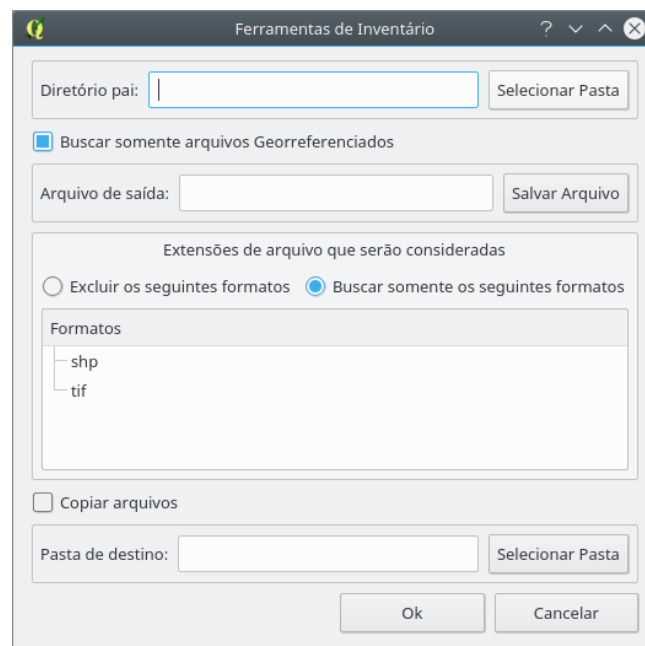 Ferramentas de Inventário
Diretório pai: Selecionar Pasta
Buscar somente arquivos Georreferenciados
Arquivo de saída: Salvar Arquivo
Extensões de arquivo que serão consideradas
Excluir os seguintes formatos Buscar somente os seguintes formatos
Formatos
shp
tif
Copiar arquivos
Pasta de destino: Selecionar Pasta
Ok Cancelar